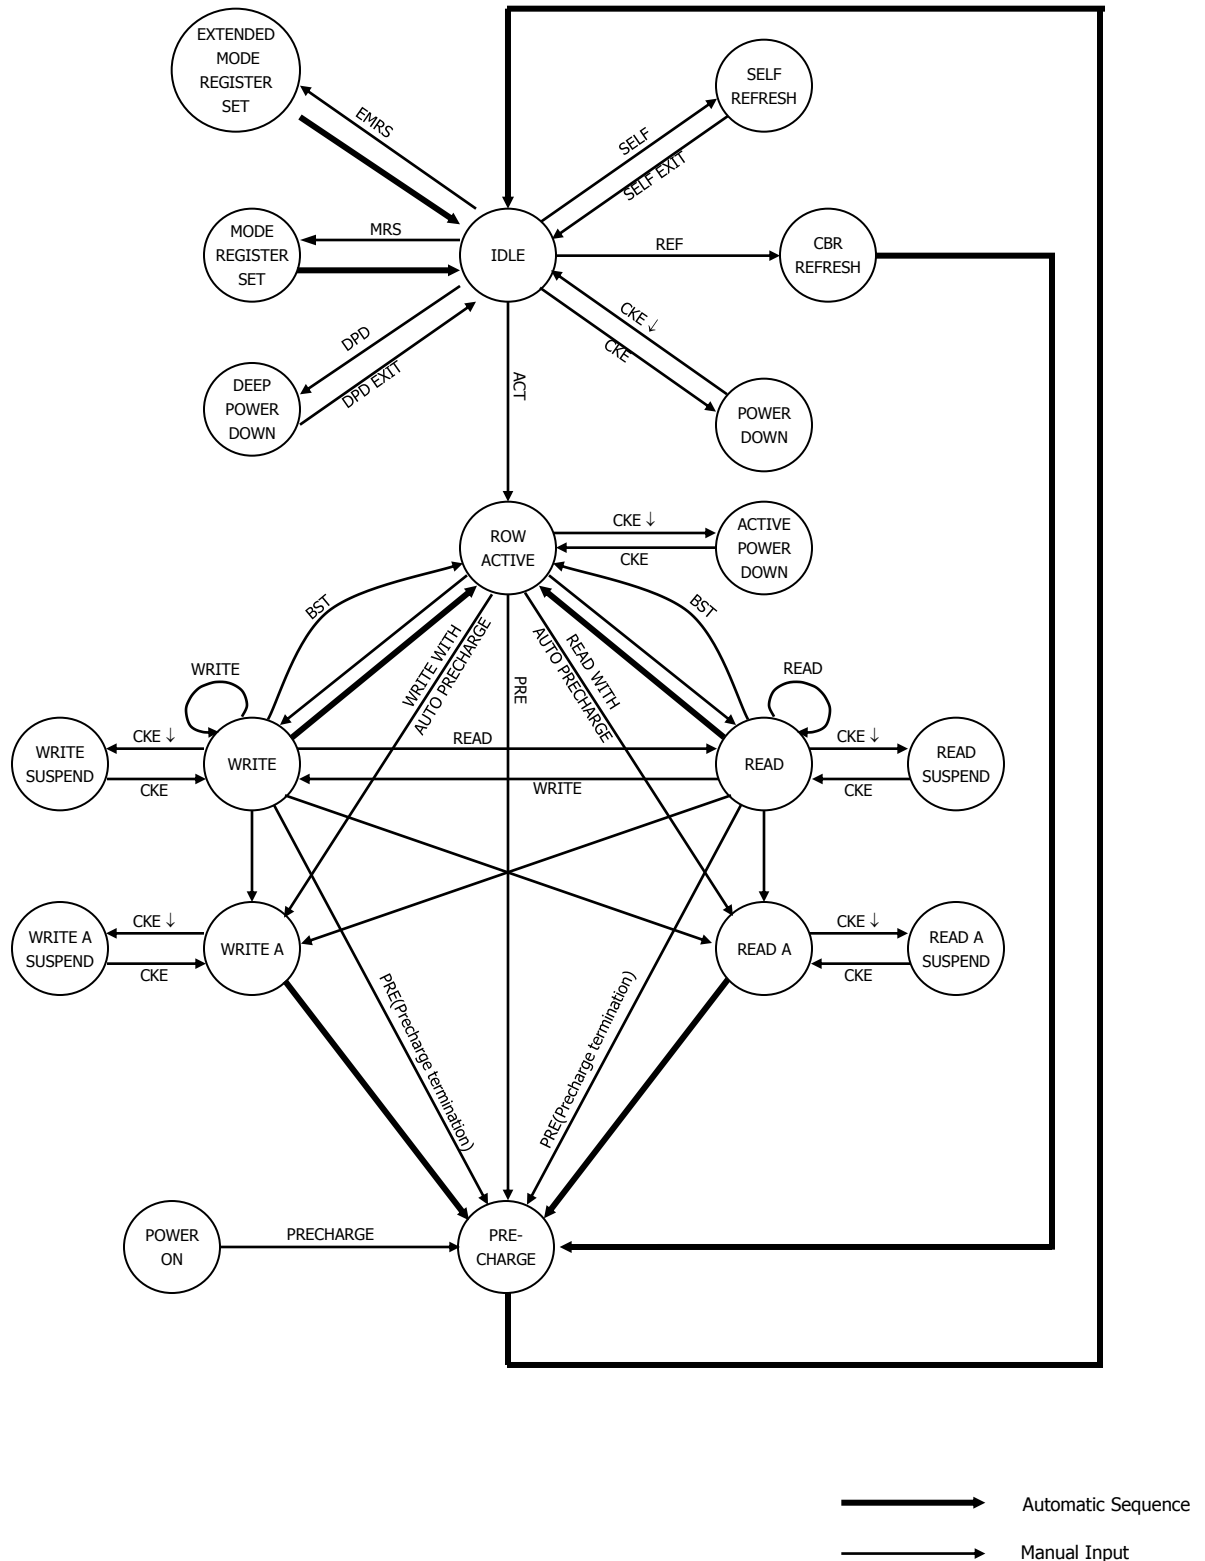 EXTENDED
MODE
REGISTER
SET
EMRS
SELF
REFRESH
SELF
SELF EXIT
MODE
REGISTER
SET
MRS
IDLE
REF
CBR
REFRESH
DPD
DPD EXIT
CKE ↓
CKE
DEEP
POWER
DOWN
ACT
POWER
DOWN
ROW
ACTIVE
CKE ↓
CKE
ACTIVE
POWER
DOWN
BST
BST
WRITE WITH
AUTO PRECHARGE
PRE
READ WITH
AUTO PRECHARGE
WRITE
READ
WRITE
SUSPEND
CKE ↓
CKE
WRITE
READ
WRITE
READ
CKE ↓
CKE
READ
SUSPEND
WRITE A
SUSPEND
CKE ↓
CKE
WRITE A
READ A
CKE ↓
CKE
READ A
SUSPEND
PRE(Precharge termination)
PRE(Precharge termination)
POWER
ON
PRECHARGE
PRE-
CHARGE
Automatic Sequence
Manual Input